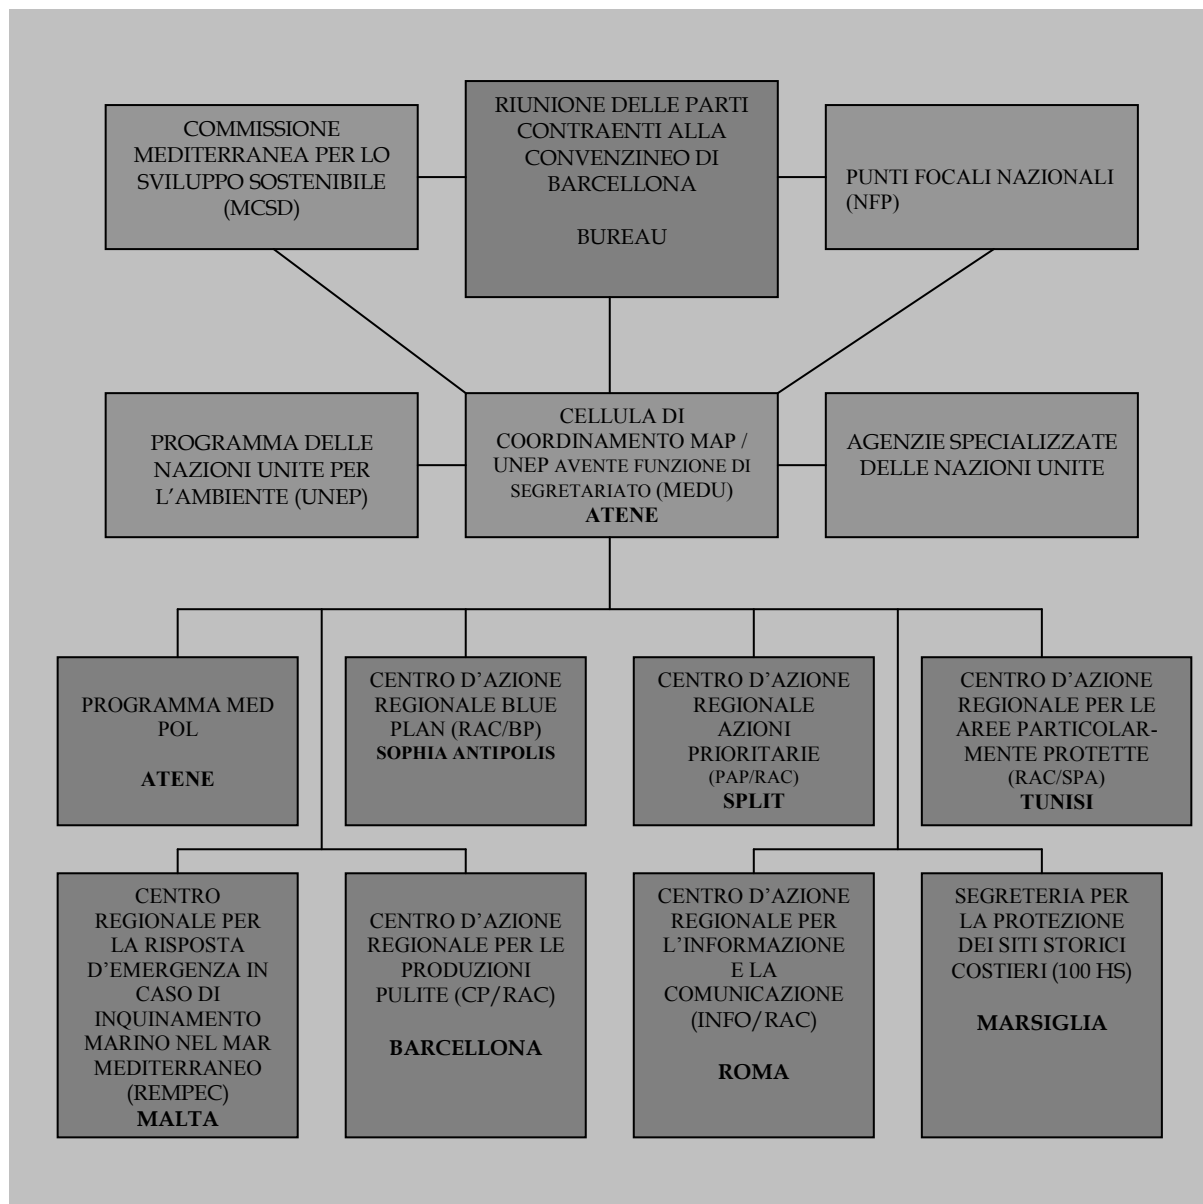 COMMISSIONE
MEDITERRANEA PER LO
SVILUPPO SOSTENIBILE
(MCSD)
RIUNIONE DELLE PARTI
CONTRAENTI ALLA
CONVENZINEO DI
BARCELLONA
BUREAU
PUNTI FOCALI NAZIONALI
(NFP)
PROGRAMMA DELLE
NAZIONI UNITE PER
L’AMBIENTE (UNEP)
CELLULA DI
COORDINAMENTO MAP /
UNEP AVENTE FUNZIONE DI
SEGRETARIATO (MEDU)
ATENE
AGENZIE SPECIALIZZATE
DELLE NAZIONI UNITE
PROGRAMMA MED
POL
ATENE
CENTRO D’AZIONE
REGIONALE BLUE
PLAN (RAC/BP)
SOPHIA ANTIPOLIS
CENTRO D’AZIONE
REGIONALE
AZIONI
PRIORITARIE
(PAP/RAC)
SPLIT
CENTRO D’AZIONE
REGIONALE PER LE
AREE PARTICOLAR-
MENTE PROTETTE
(RAC/SPA)
TUNISI
CENTRO
REGIONALE PER
LA RISPOSTA
D’EMERGENZA IN
CASO DI
INQUINAMENTO
MARINO NEL MAR
MEDITERRANEO
(REMPEC)
MALTA
CENTRO D’AZIONE
REGIONALE PER LE
PRODUZIONI
PULITE (CP/RAC)
BARCELLONA
CENTRO D’AZIONE
REGIONALE PER
L’INFORMAZIONE
E LA
COMUNICAZIONE
(INFO/RAC)
ROMA
SEGRETERIA PER
LA PROTEZIONE
DEI SITI STORICI
COSTIERI (100 HS)
MARSIGLIA